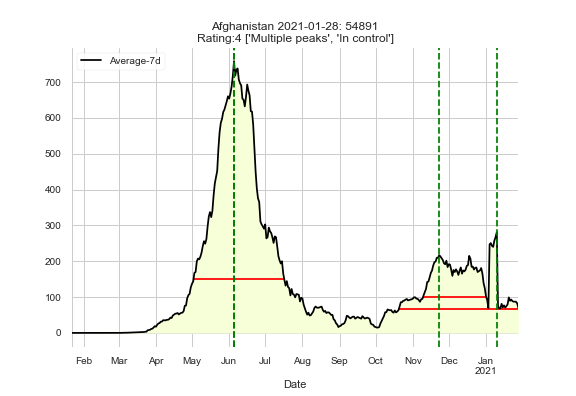 Afghanistan 2021-01-28: 54891
Rating:4 ['Multiple peaks', 'In control']
Average-7d
700
600
500
400
300
200
100
0
Feb Mar Apr May Jun Jul Aug Sep Oct Nov Dec Jan
2021
Date